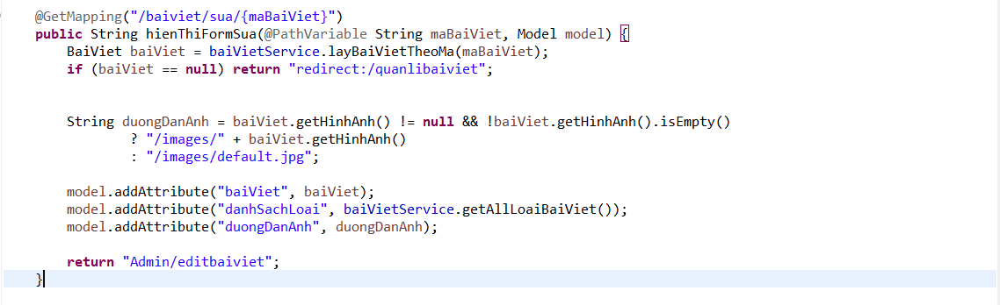 @GetMapping("/baiviet/sua/{maBaiViet}")
public String hienThiFormSua(@PathVariable String maBaiViet, Model model) {
    BaiViet baiViet = baiVietService.layBaiVietTheoMa(maBaiViet);
    if (baiViet == null) return "redirect:/quanlibaiviet";
    String duongDanAnh = baiViet.getHinhAnh() != null && !baiViet.getHinhAnh().isEmpty()
            ? "/images/" + baiViet.getHinhAnh()
            : "/images/default.jpg";
    model.addAttribute("baiViet", baiViet);
    model.addAttribute("danhSachLoai", baiVietService.getAllLoaiBaiViet());
    model.addAttribute("duongDanAnh", duongDanAnh);
    return "Admin/editbaiviet";
}